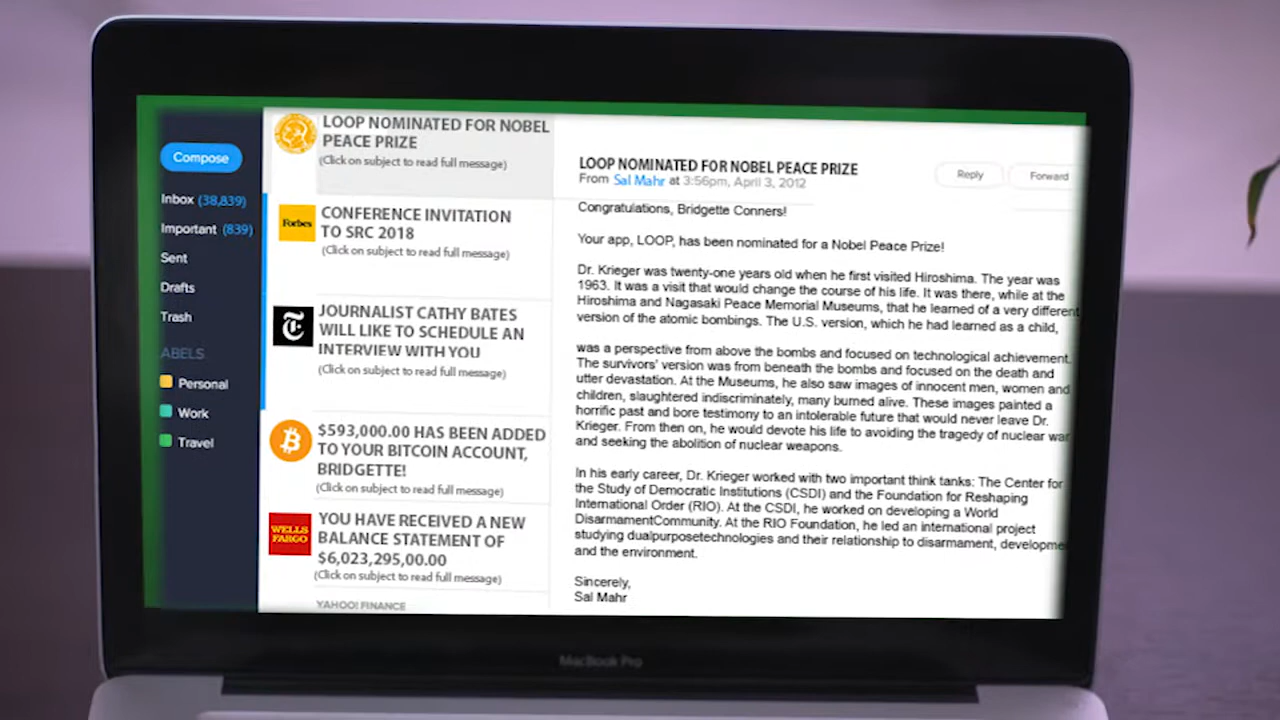 Compose
Inbox (38,839)
Important (839)
Sent
Drafts
Trash
ABELS
Personal
Work
Travel
LOOP NOMINATED FOR NOBEL
PEACE PRIZE
(Click on subject to read full message)
Forbes
CONFERENCE INVITATION
TO SRC 2018
(Click on subject to read full message)
T
JOURNALIST CATHY BATES
WILL LIKE TO SCHEDULE AN
INTERVIEW WITH YOU
(Click on subject to read full message)
$593,000.00 HAS BEEN ADDED
TO YOUR BITCOIN ACCOUNT,
BRIDGETTE!
(Click on subject to read full message)
WELLS
FARGO
YOU HAVE RECEIVED A NEW
BALANCE STATEMENT OF
$6,023,295,00.00
(Click on subject to read full message)
YAHOO! FINANCE
LOOP NOMINATED FOR NOBEL PEACE PRIZE
From Sal Mahr at 3:56pm, April 3, 2012
Reply
Forward
Congratulations, Bridgette Conners!
Your app, LOOP, has been nominated for a Nobel Peace Prize!
Dr. Krieger was twenty-one years old when he first visited Hiroshima. The year was
1963. It was a visit that would change the course of his life. It was there, while at the
Hiroshima and Nagasaki Peace Memorial Museums, that he learned of a very different
version of the atomic bombings. The U.S. version, which he had learned as a child,
was a perspective from above the bombs and focused on technological achievement.
The survivors' version was from beneath the bombs and focused on the death and
utter devastation. At the Museums, he also saw images of innocent men, women and
children, slaughtered indiscriminately, many burned alive. These images painted a
horrific past and bore testimony to an intolerable future that would never leave Dr.
Krieger. From then on, he would devote his life to avoiding the tragedy of nuclear war
and seeking the abolition of nuclear weapons.
In his early career, Dr. Krieger worked with two important think tanks: The Center for
the Study of Democratic Institutions (CSDI) and the Foundation for Reshaping
International Order (RIO). At the CSDI, he worked on developing a World
DisarmamentCommunity. At the RIO Foundation, he led an international project
studying dualpurposetechnologies and their relationship to disarmament, developme
and the environment.
Sincerely,
Sal Mahr
MacBook Pro